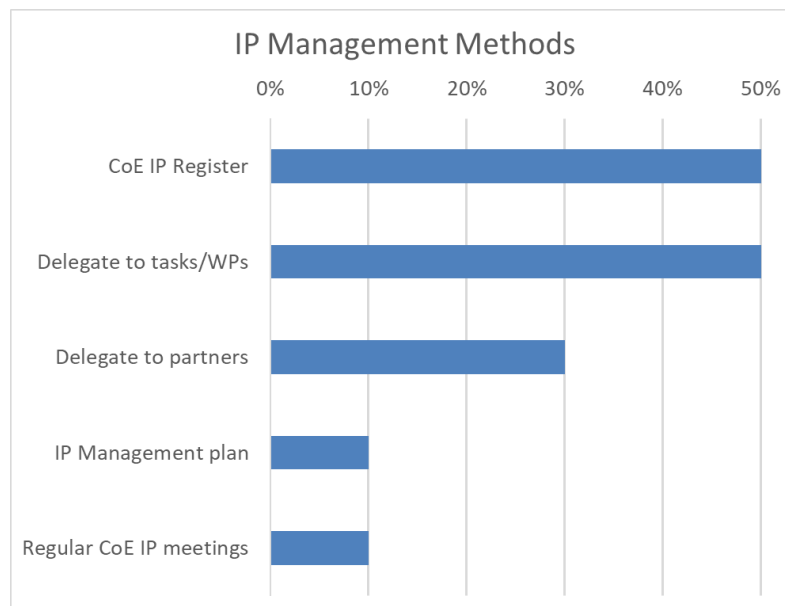 IP Management Methods
0% 10% 20% 30% 40% 50%
CoE IP Register
Delegate to tasks/WPs
Delegate to partners
IP Management plan
Regular CoE IP meetings